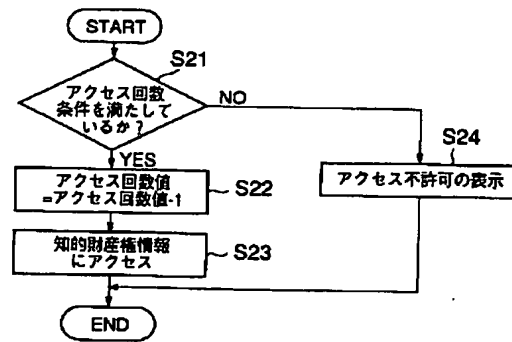 START
S21
アクセス回数
条件を満たして
いるか?
NO
YES
S24
アクセス不許可の表示
アクセス回数値
=アクセス回数値-1
S22
知的財産権情報
にアクセス
S23
END